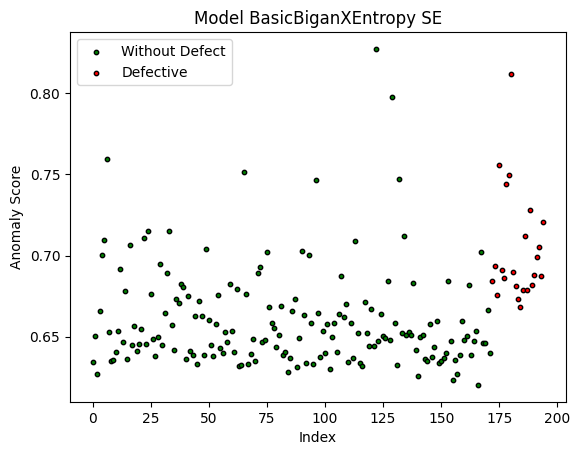 Model BasicBiganXEntropy SE
Without Defect
Defective
Anomaly Score
0.80
0.75
0.70
0.65
0 25 50 75 100 125 150 175 200
Index